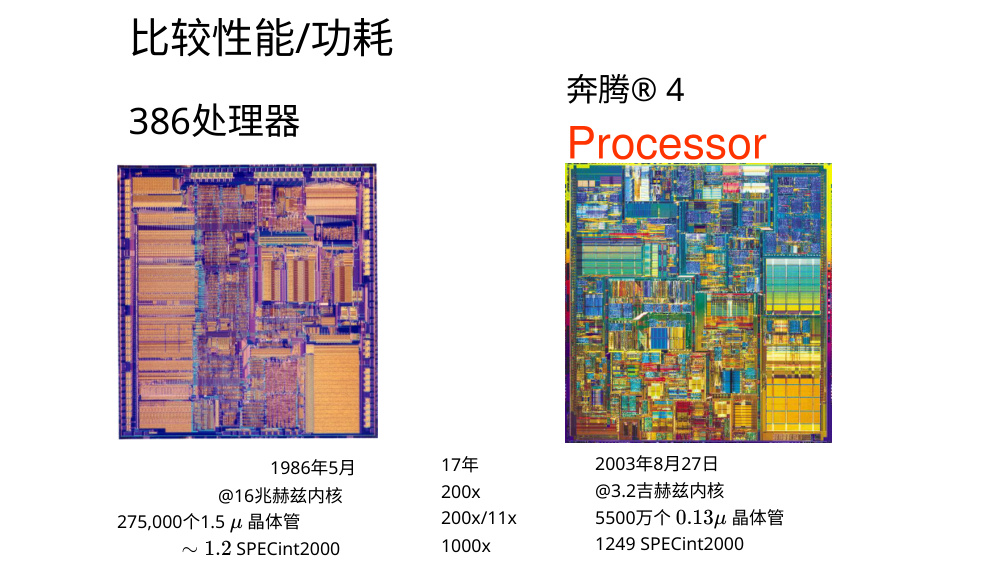 比较性能/功耗
386处理器
奔腾® 4
Processor
1986年5月
@16兆赫兹内核
275,000个1.5 μ 晶体管
~ 1.2 SPECint2000
17年
200x
200x/11x
1000x
2003年8月27日
@3.2吉赫兹内核
5500万个 0.13μ 晶体管
1249 SPECint2000